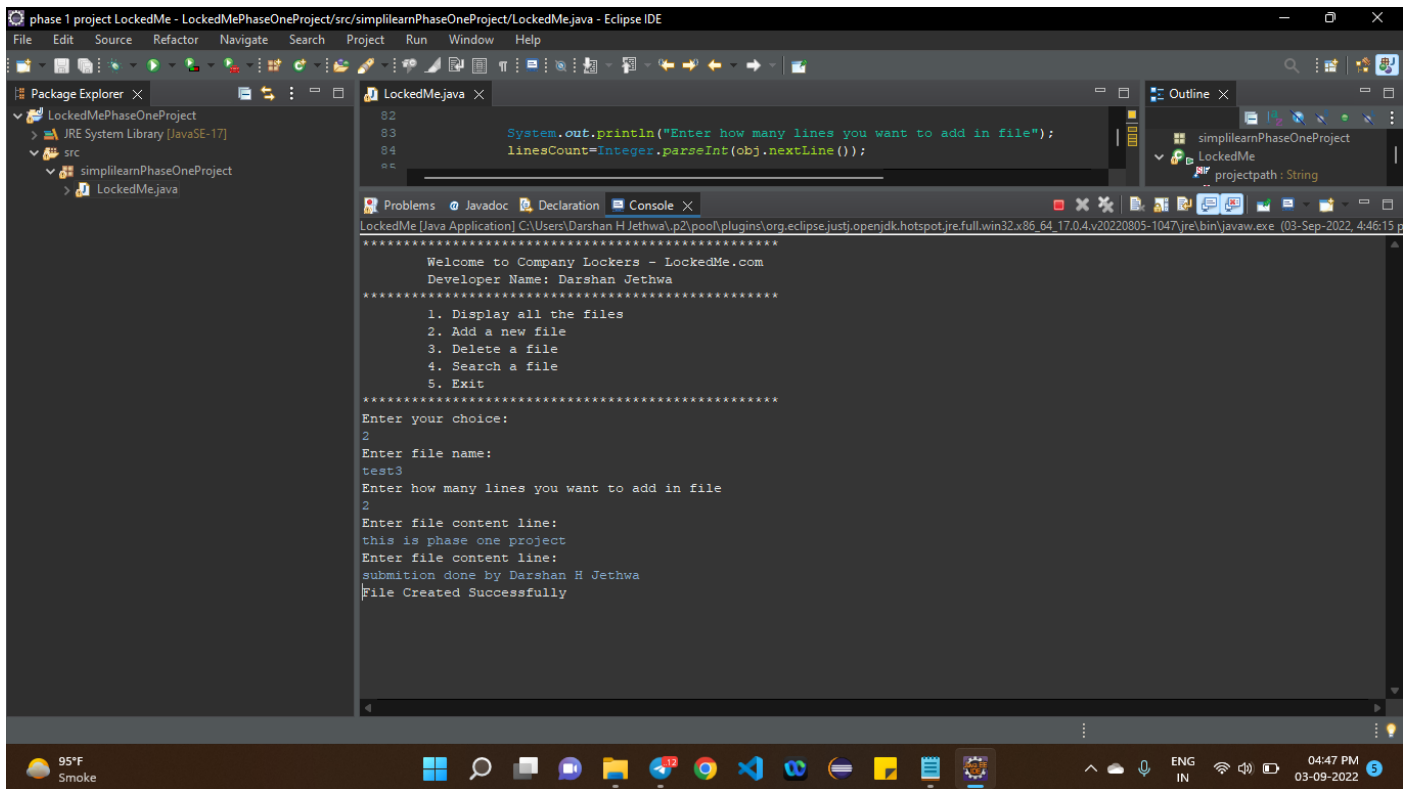 phase 1 project LockedMe - LockedMePhaseOneProject/src/simplilearnPhaseOneProject/LockedMe.java - Eclipse IDE
File Edit Source Refactor Navigate Search Project Run Window Help
Package Explorer
LockedMePhaseOneProject
JRE System Library [JavaSE-17]
src
simplilearnPhaseOneProject
LockedMe.java
LockedMe.java
82
83 System.out.println("Enter how many lines you want to add in file");
84 linesCount=Integer.parseInt(obj.nextLine());
85
Outline
simplilearnPhaseOneProject
LockedMe
projectpath : String
Problems @ Javadoc Declaration Console
LockedMe [Java Application] C:\Users\Darshan H Jethwa\.p2\pool\plugins\org.eclipse.justj.openjdk.hotspot.jre.full.win32.x86_64_17.0.4.v20220805-1047\jre\bin\javaw.exe (03-Sep-2022, 4:46:15 p
***************************************************
Welcome to Company Lockers - LockedMe.com
Developer Name: Darshan Jethwa
***************************************************
1. Display all the files
2. Add a new file
3. Delete a file
4. Search a file
5. Exit
***************************************************
Enter your choice:
2
Enter file name:
test3
Enter how many lines you want to add in file
2
Enter file content line:
this is phase one project
Enter file content line:
submition done by Darshan H Jethwa
File Created Successfully
95°F
Smoke
12
ENG
IN
04:47 PM
03-09-2022
5